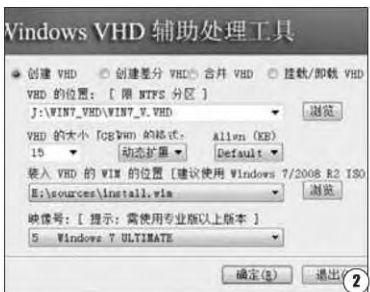 Windows VHD 辅助处理工具
创建 VHD 创建差分 VHD 合并 VHD 挂载/卸载 VHD
VHD 的位置: [ 限 NTFS 分区 ]
J:\WIN7_VHD\WIN7_V.VHD 浏览
VHD 的大小 [GB] VHD 的格式: Align (KB)
15 动态扩展 Default
装入 VHD 的 WIM 的位置 [建议使用 Windows 7/2008 R2 ISO
E:\sources\install.wim 浏览
映像号: [ 提示: 需使用专业版以上版本 ]
5 Windows 7 ULTIMATE
确定(S) 退出(
2